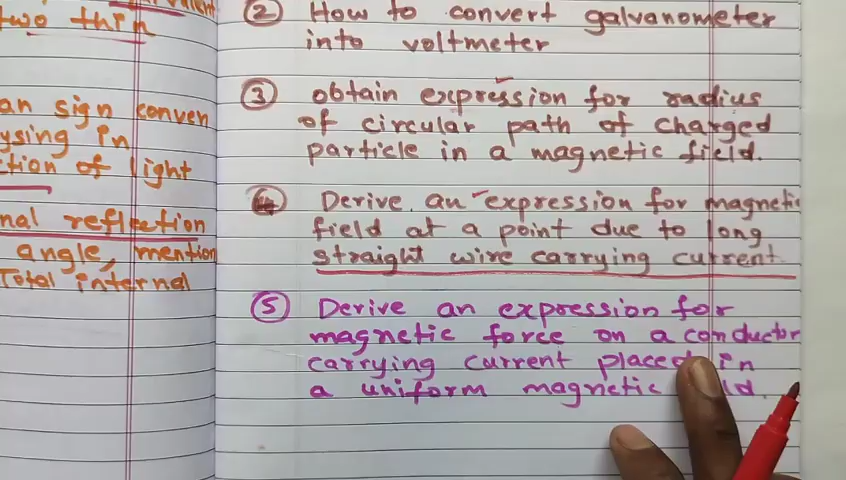 two thin
an sign conven
ysing in
ction of light
nal reflection
angle, mention
Total internal
② How to convert galvanometer
into voltmeter
③ obtain expression for radius
of circular path of charged
particle in a magnetic field.
④ Derive an expression for magnetic
field at a point due to long
straight wire carrying current
⑤ Derive an expression for
magnetic force on a conductor
carrying current placed in
a uniform magnetic ld.